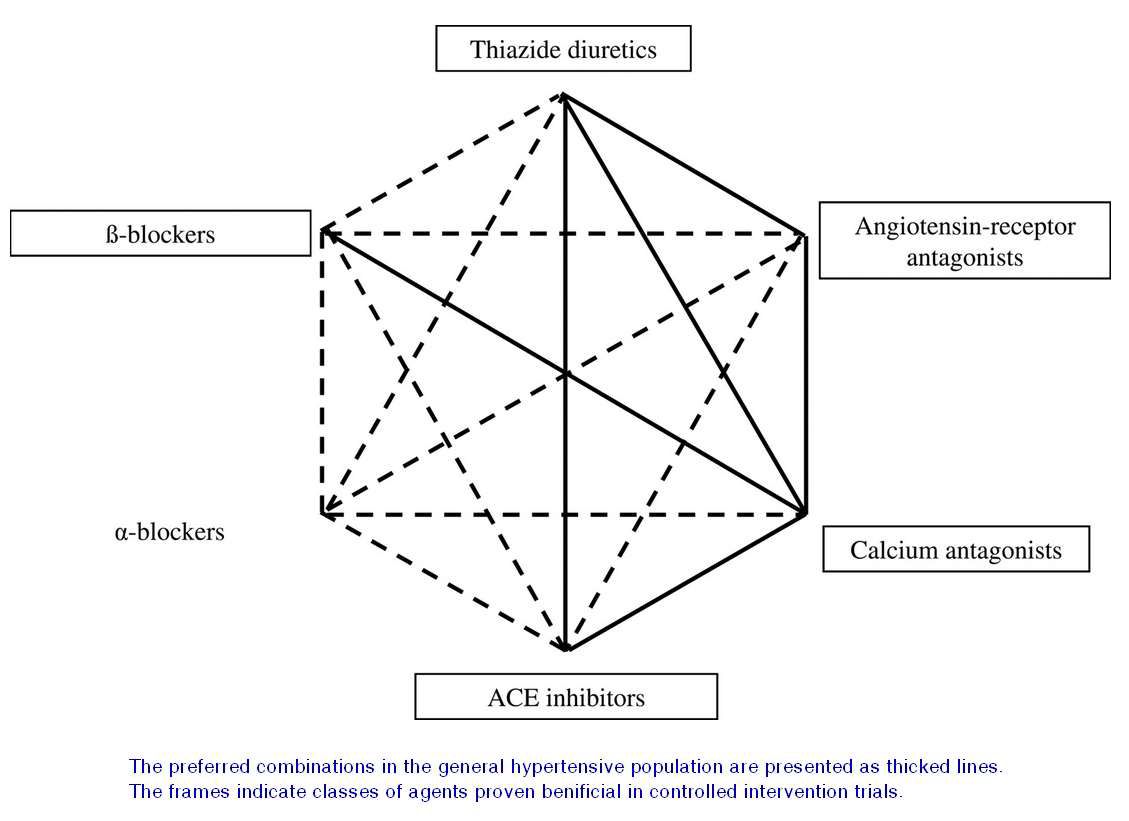 Thiazide diuretics
ß-blockers
Angiotensin-receptor
antagonists
α-blockers
Calcium antagonists
ACE inhibitors
The preferred combinations in the general hypertensive population are presented as thicked lines.
The frames indicate classes of agents proven benificial in controlled intervention trials.